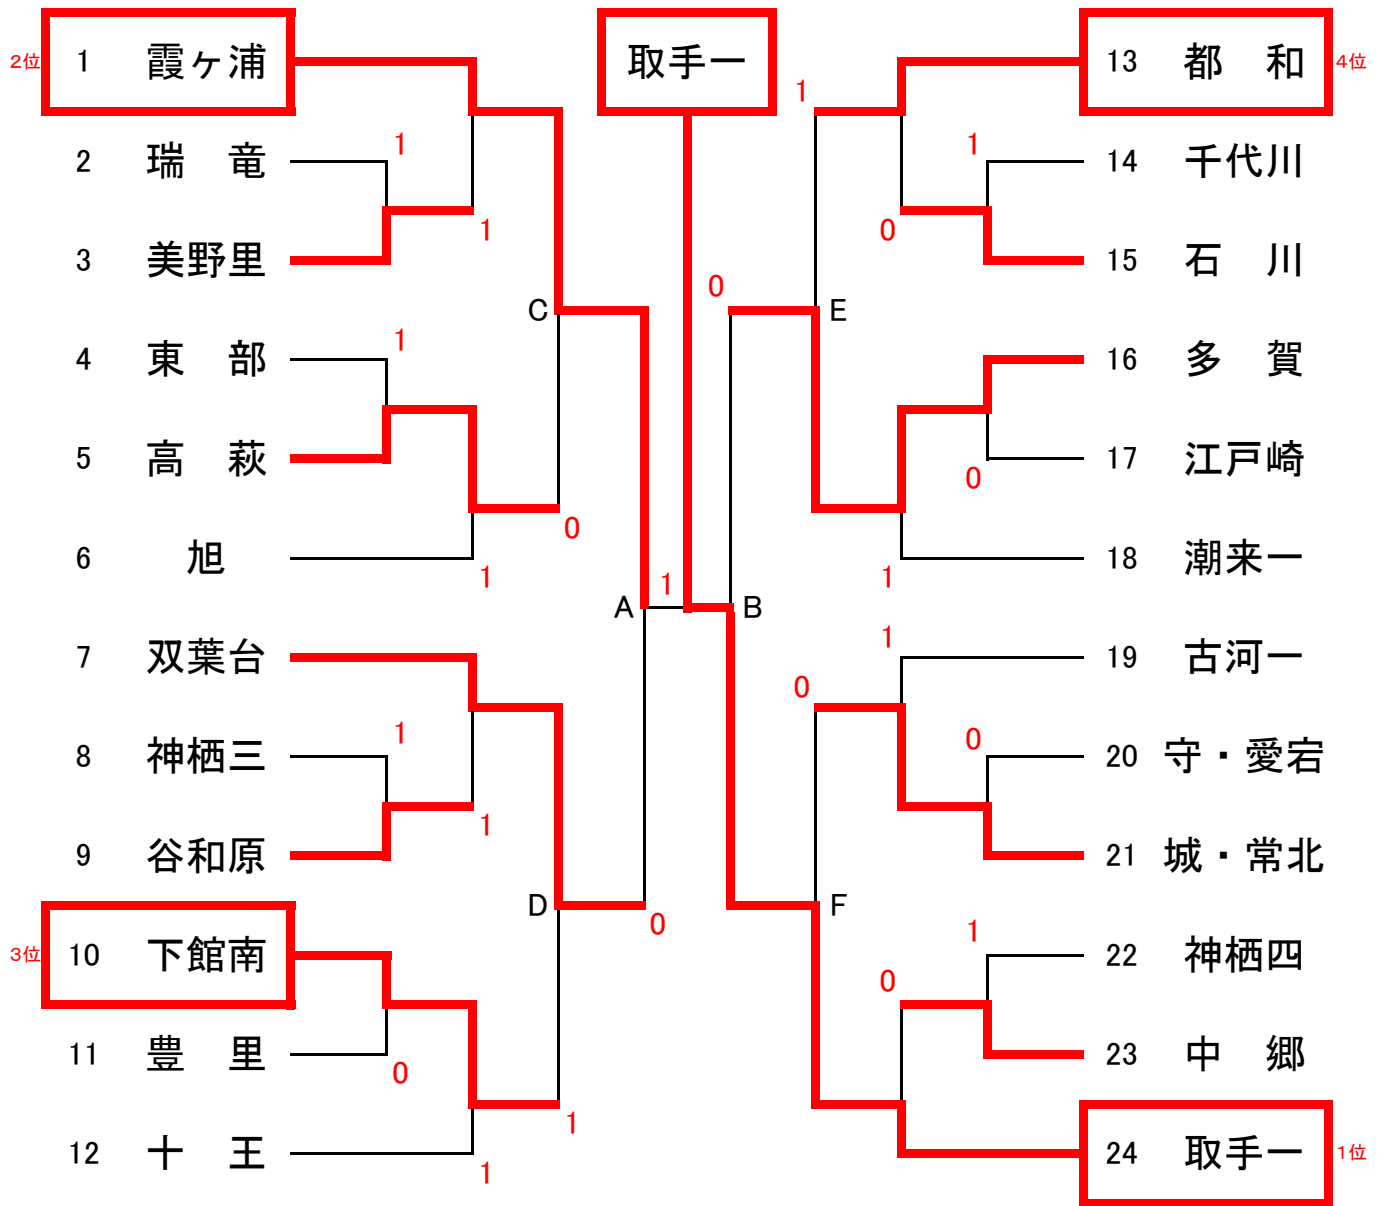 2位 1 霞ヶ浦
2 瑞　竜
3 美野里
4 東　部
5 高　萩
6 旭
7 双葉台
8 神栖三
9 谷和原
3位 10 下館南
11 豊　里
12 十　王
1
1
1
1
0
1
1
0
1
1
C
D
A
0
1
取手一
B
0
E
F
1
0
1
0
0
1
1
0
0
1
13 都　和 4位
14 千代川
15 石　川
16 多　賀
17 江戸崎
18 潮来一
19 古河一
20 守・愛宕
21 城・常北
22 神栖四
23 中　郷
24 取手一 1位